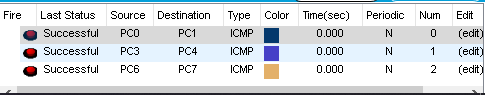 Fire Last Status Source Destination Type Color Time(sec) Periodic Num Edit
Successful PC0 PC1 ICMP 0.000 N 0 (edit)
Successful PC3 PC4 ICMP 0.000 N 1 (edit)
Successful PC6 PC7 ICMP 0.000 N 2 (edit)